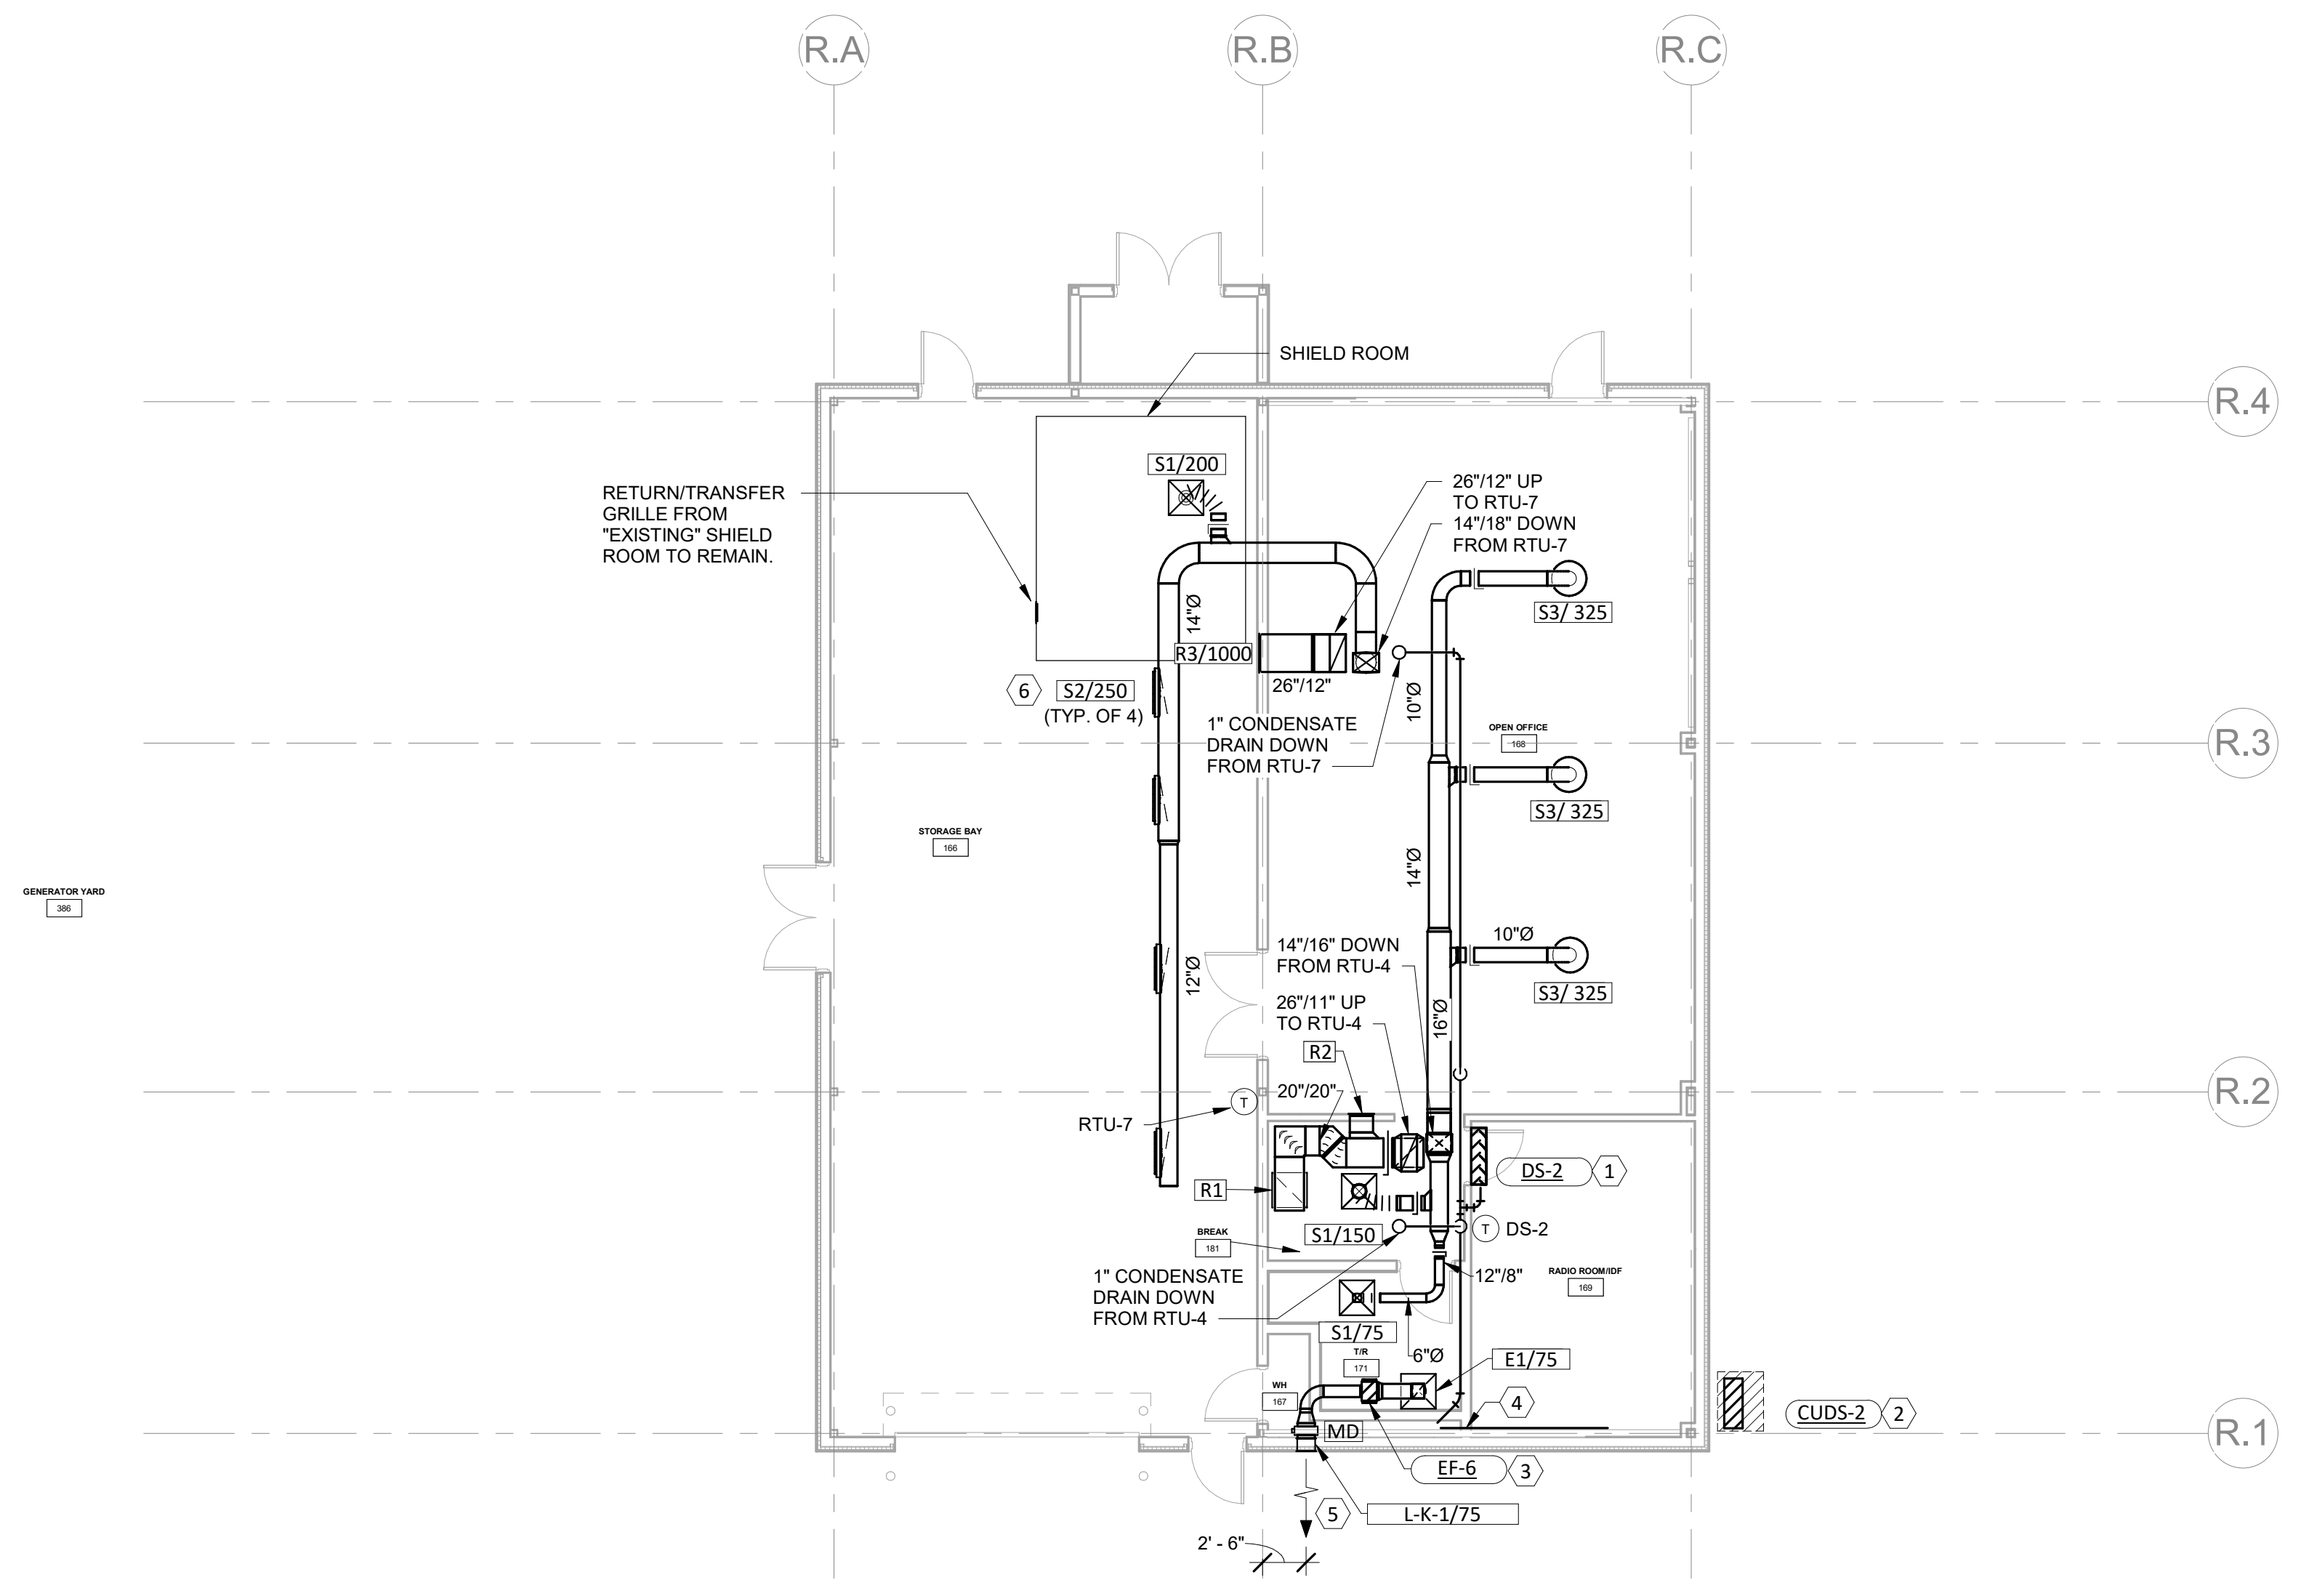 R.A
R.B
R.C
R.4
R.3
R.2
R.1
SHIELD ROOM
S1/200
RETURN/TRANSFER
GRILLE FROM
"EXISTING" SHIELD
ROOM TO REMAIN.
26"/12" UP
TO RTU-7
14"/18" DOWN
FROM RTU-7
14"Ø
S3/ 325
R3/1000
26"/12"
6
S2/250
(TYP. OF 4)
10"Ø
1" CONDENSATE
DRAIN DOWN
FROM RTU-7
OPEN OFFICE
168
S3/ 325
STORAGE BAY
166
14"Ø
GENERATOR YARD
386
10"Ø
14"/16" DOWN
FROM RTU-4
12"Ø
S3/ 325
26"/11" UP
TO RTU-4
16"Ø
R2
20"/20"
T
RTU-7
DS-2
1
R1
S1/150
T
DS-2
BREAK
181
1" CONDENSATE
DRAIN DOWN
FROM RTU-4
12"/8"
RADIO ROOM/IDF
169
S1/75
6"Ø
T/R
171
E1/75
WH
167
4
CUDS-2
2
MD
EF-6
3
5
L-K-1/75
2' - 6"